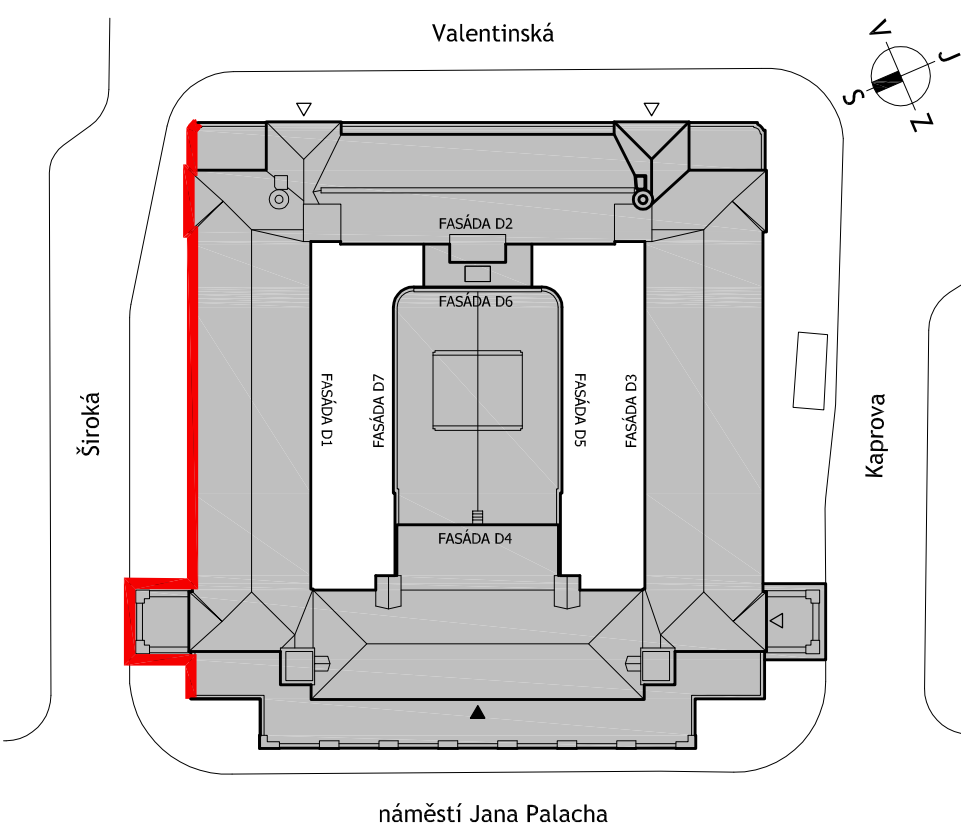 Valentinská
V
J
S
Z
FASÁDA D2
FASÁDA D6
FASÁDA D1
FASÁDA D7
FASÁDA D5
FASÁDA D3
Široká
Kaprova
FASÁDA D4
náměstí Jana Palacha